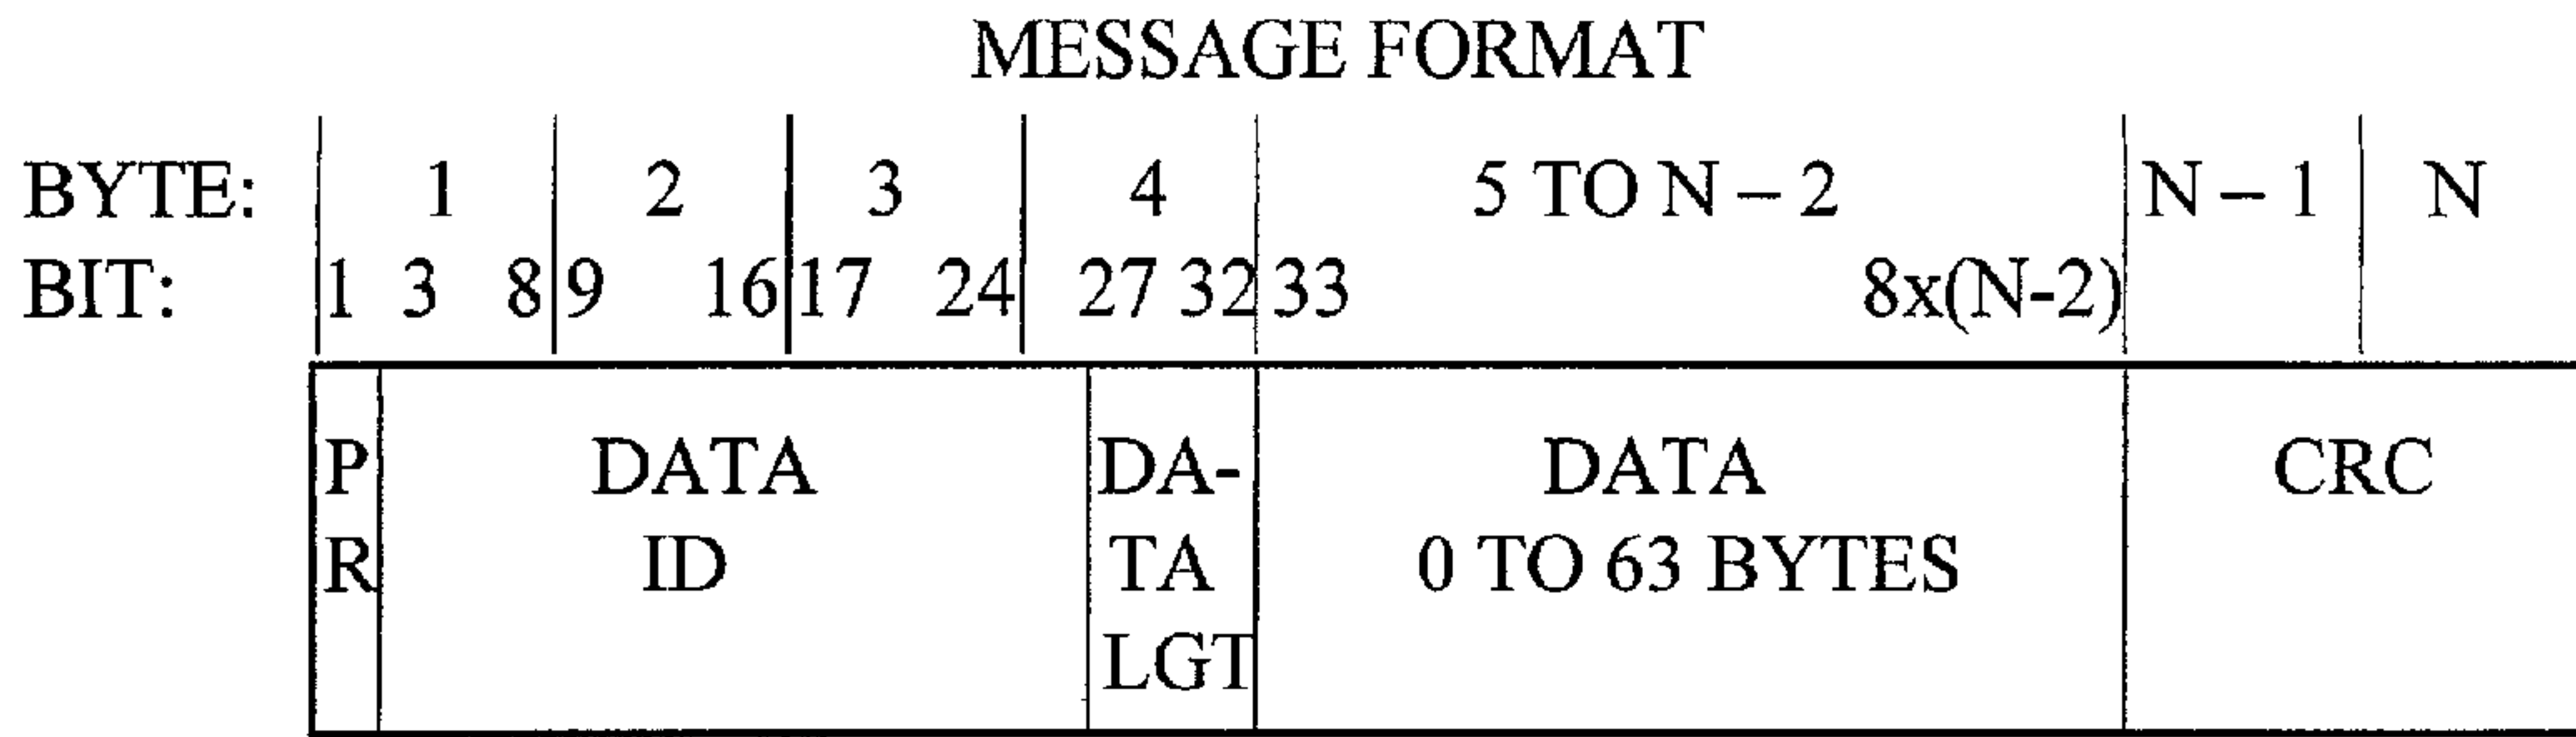 MESSAGE FORMAT
BYTE: 1 2 3 4 5 TO N – 2 N – 1 N
BIT: 1 3 8 9 16 17 24 27 32 33 8x(N-2)
P DATA DA- DATA CRC
R ID TA 0 TO 63 BYTES
LGT